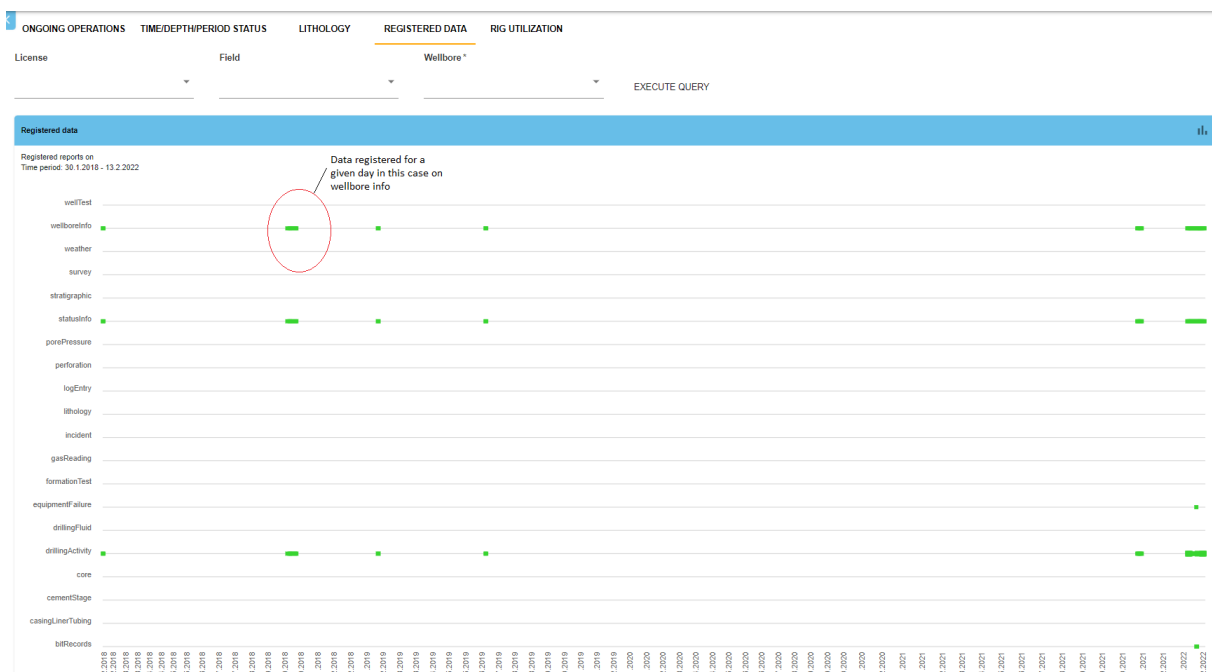 ONGOING OPERATIONS TIME/DEPTH/PERIOD STATUS LITHOLOGY REGISTERED DATA RIG UTILIZATION
License Field Wellbore *
EXECUTE QUERY
Registered data
Registered reports on
Time period: 30.1.2018 - 13.2.2022
Data registered for a
given day in this case on
wellbore info
wellTest
wellboreInfo
weather
survey
stratigraphic
statusInfo
porePressure
perforation
logEntry
lithology
incident
gasReading
formationTest
equipmentFailure
drillingFluid
drillingActivity
core
cementStage
casingLinerTubing
bitRecords